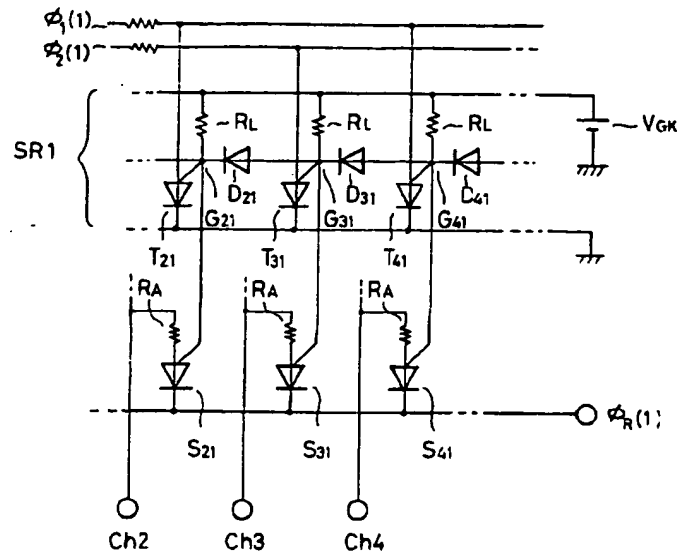 ϕ1(1)
ϕ2(1)
RL RL RL VGK
SR1
D21 D31 D41
G21 G31 G41
T21 T31 T41
RA RA RA
S21 S31 S41
ϕR(1)
Ch2 Ch3 Ch4